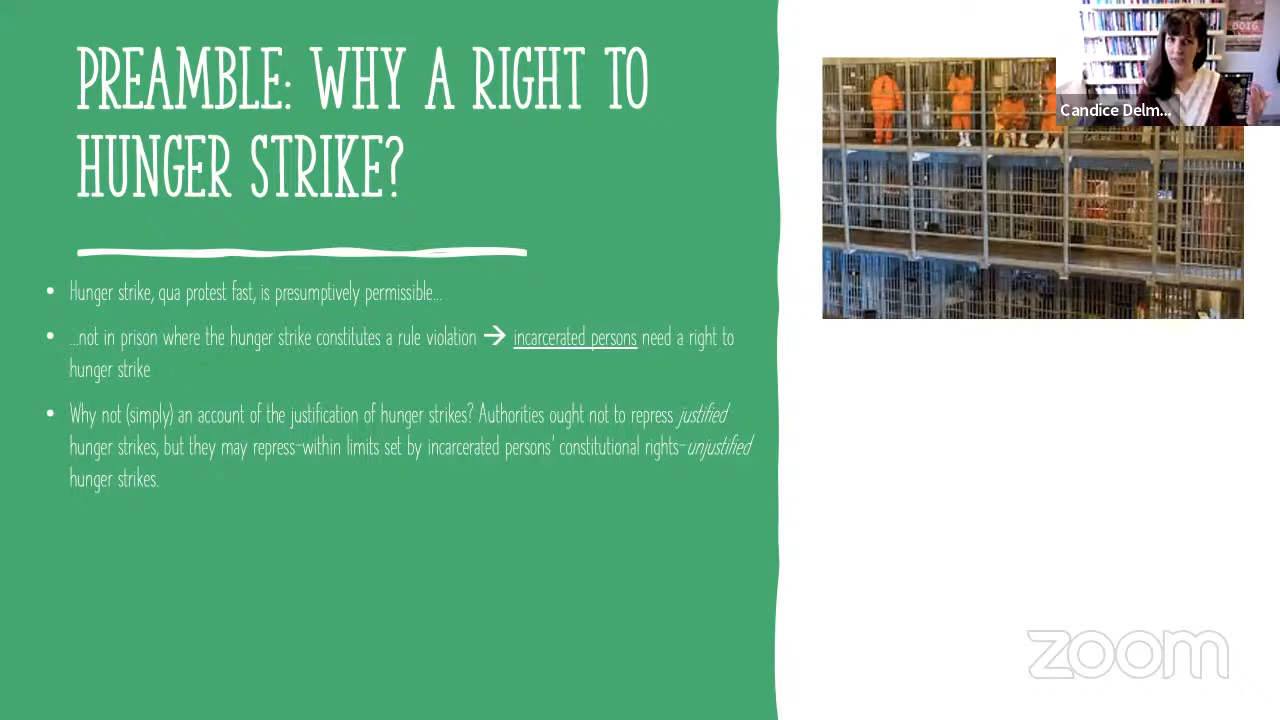 PREAMBLE: WHY A RIGHT TO
HUNGER STRIKE?
• Hunger strike, qua protest fast, is presumptively permissible...
• ...not in prison where the hunger strike constitutes a rule violation → incarcerated persons need a right to
hunger strike
• Why not (simply) an account of the justification of hunger strikes? Authorities ought not to repress justified
hunger strikes, but they may repress–within limits set by incarcerated persons' constitutional rights–unjustified
hunger strikes.
Candice Delm...
zoom